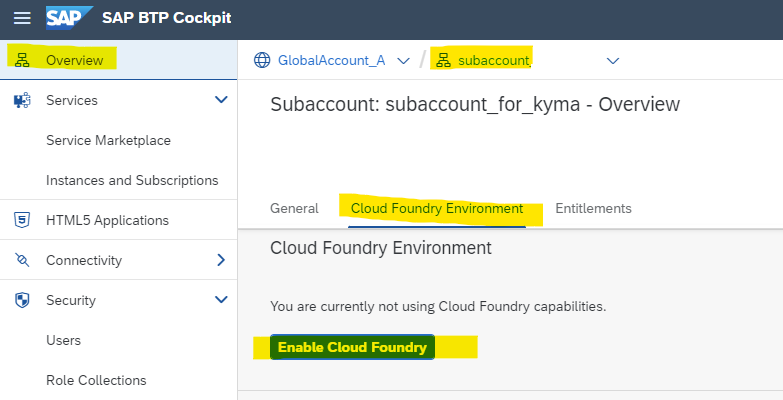 SAP SAP BTP Cockpit
Overview
Services
Service Marketplace
Instances and Subscriptions
HTML5 Applications
Connectivity
Security
Users
Role Collections
GlobalAccount_A / subaccount
Subaccount: subaccount_for_kyma - Overview
General Cloud Foundry Environment Entitlements
Cloud Foundry Environment
You are currently not using Cloud Foundry capabilities.
Enable Cloud Foundry